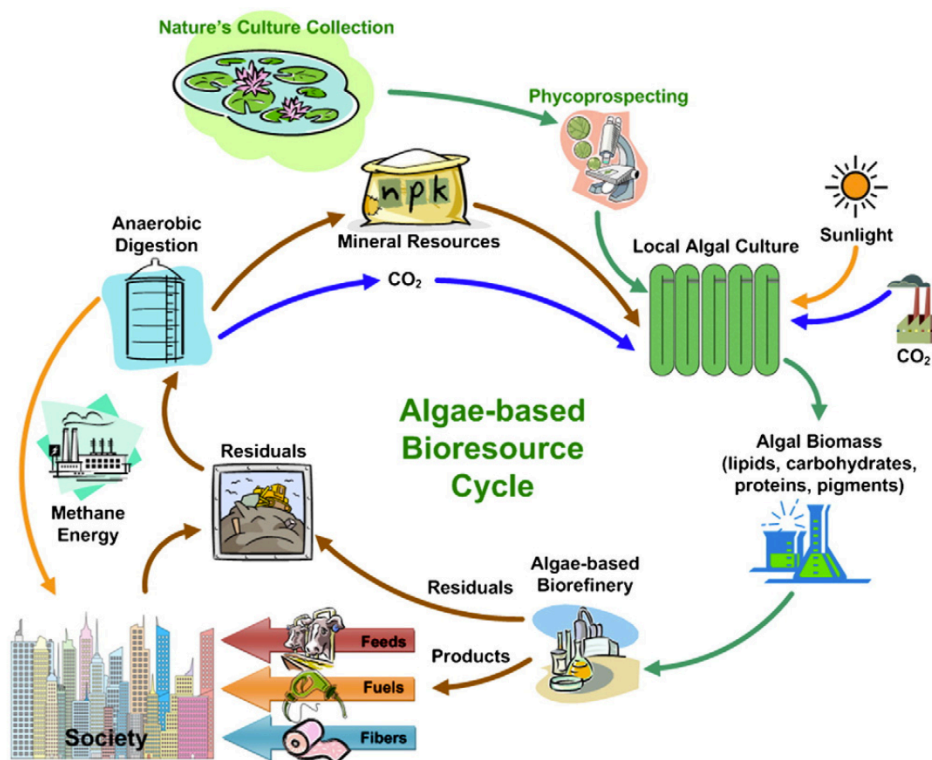 Nature's Culture Collection
Phycoprospecting
n p k
Mineral Resources
Anaerobic
Digestion
CO₂
Local Algal Culture
Sunlight
CO₂
Algae-based
Bioresource
Cycle
Algal Biomass
(lipids, carbohydrates,
proteins, pigments)
Residuals
Methane
Energy
Algae-based
Biorefinery
Residuals
Products
Feeds
Fuels
Fibers
Society